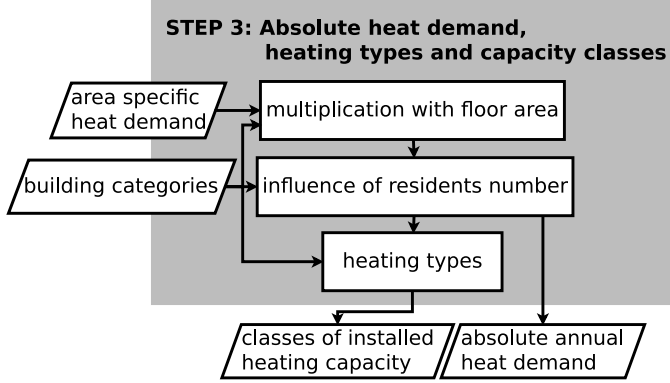 STEP 3: Absolute heat demand,
heating types and capacity classes
area specific
heat demand
multiplication with floor area
building categories
influence of residents number
heating types
classes of installed
heating capacity
absolute annual
heat demand